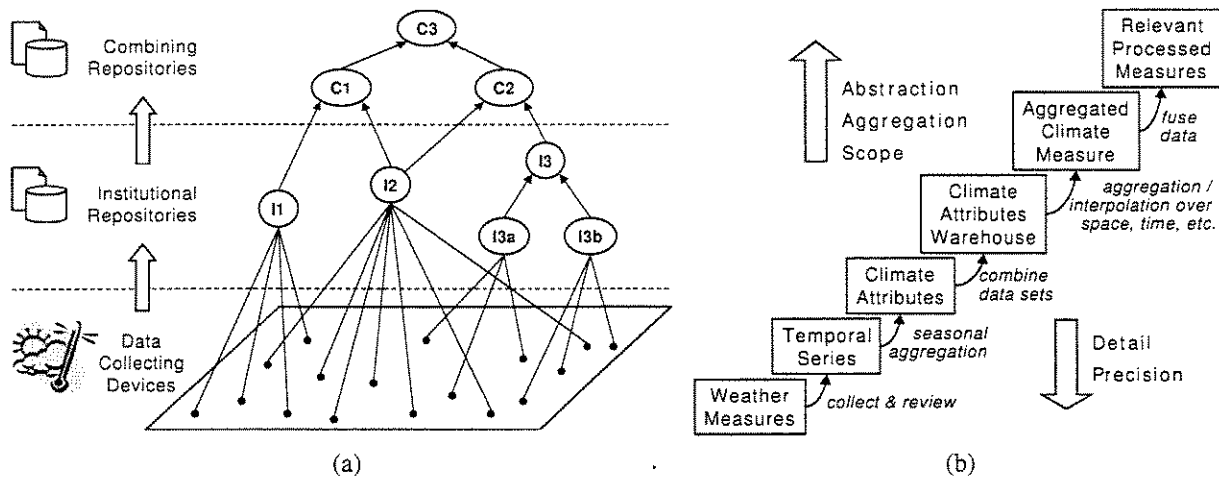 Combining
Repositories
Institutional
Repositories
Data
Collecting
Devices
C3
C1
C2
I3
I2
I1
I3a
I3b
(a)
Relevant
Processed
Measures
fuse
data
Aggregated
Climate
Measure
aggregation /
interpolation over
space, time, etc.
Climate
Attributes
Warehouse
combine
data sets
Climate
Attributes
seasonal
aggregation
Temporal
Series
collect & review
Weather
Measures
Abstraction
Aggregation
Scope
Detail
Precision
(b)